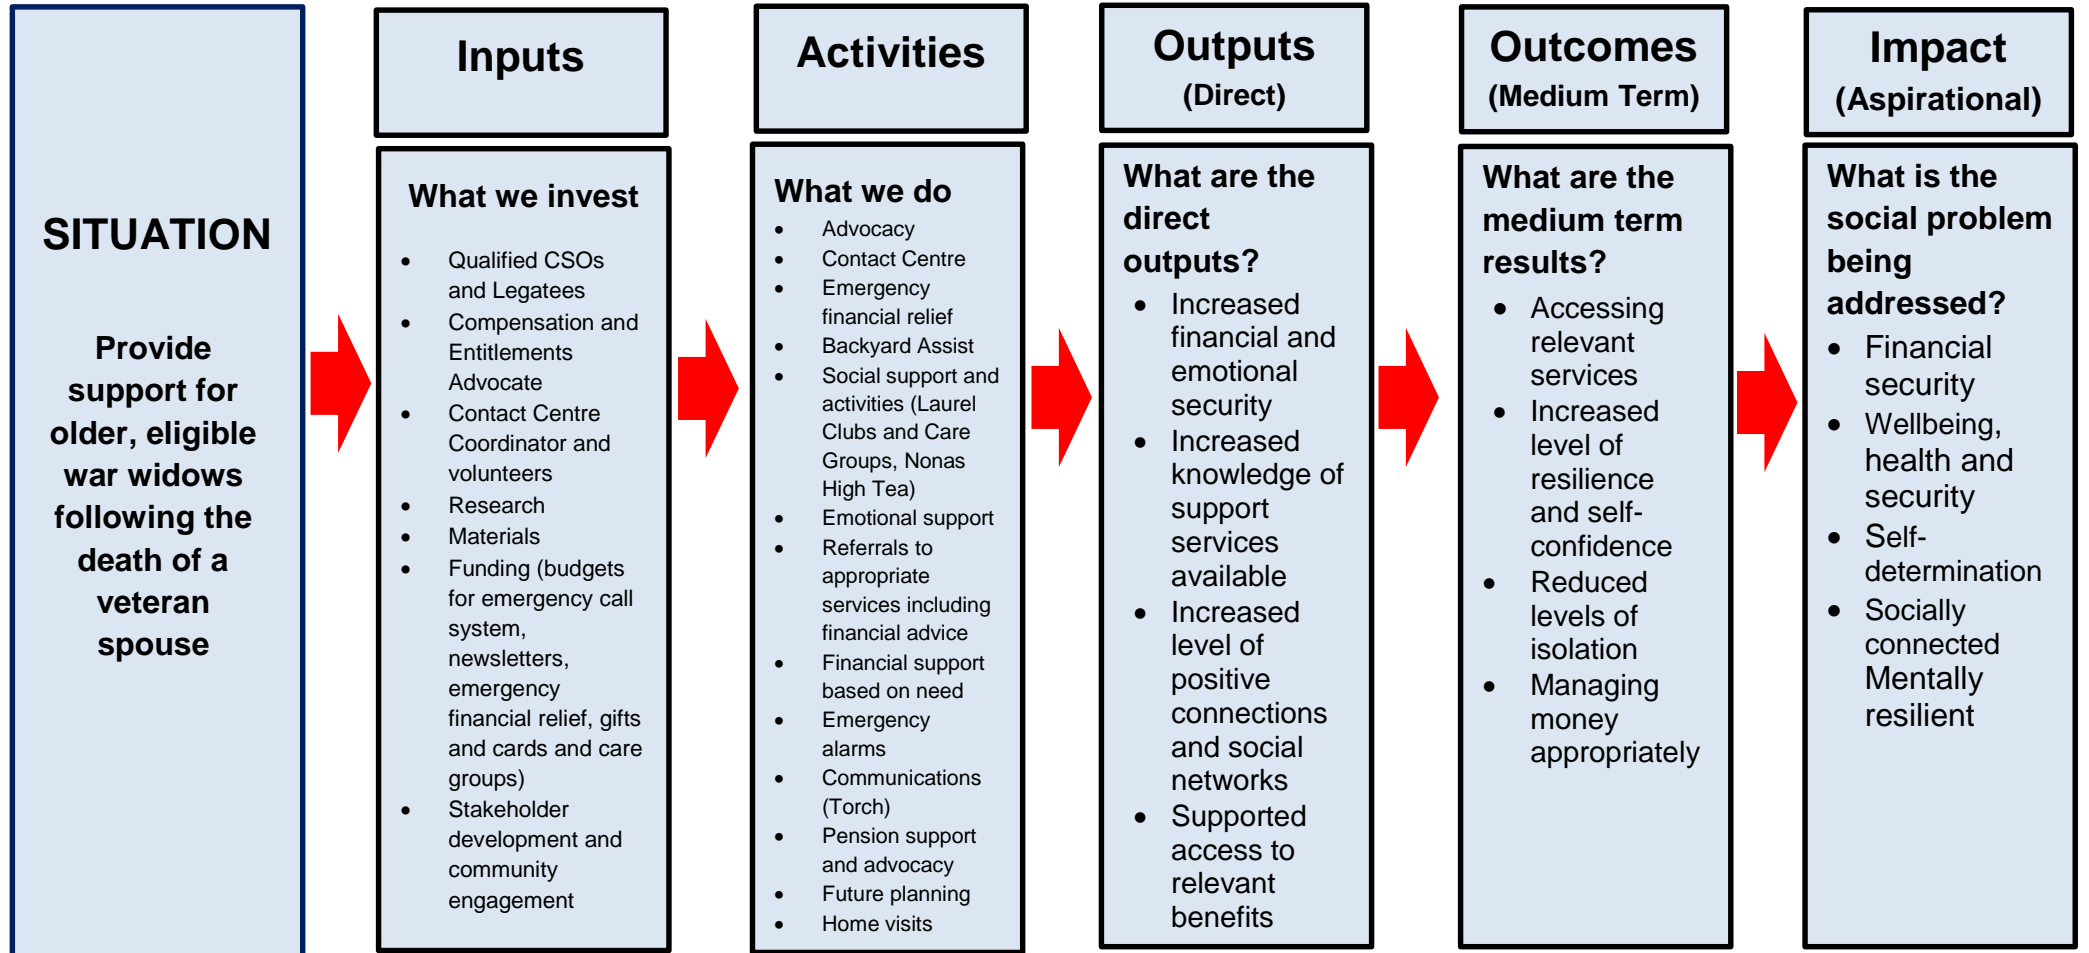 SITUATION
Provide
support for
older, eligible
war widows
following the
death of a
veteran
spouse
Inputs
What we invest
• Qualified CSOs
and Legatees
• Compensation and
Entitlements
Advocate
• Contact Centre
Coordinator and
volunteers
• Research
• Materials
• Funding (budgets
for emergency call
system,
newsletters,
emergency
financial relief, gifts
and cards and care
groups)
• Stakeholder
development and
community
engagement
Activities
What we do
• Advocacy
• Contact Centre
• Emergency
financial relief
• Backyard Assist
• Social support and
activities (Laurel
Clubs and Care
Groups, Nonas
High Tea)
• Emotional support
• Referrals to
appropriate
services including
financial advice
• Financial support
based on need
• Emergency
alarms
• Communications
(Torch)
• Pension support
and advocacy
• Future planning
• Home visits
Outputs
(Direct)
What are the
direct
outputs?
• Increased
financial and
emotional
security
• Increased
knowledge of
support
services
available
• Increased
level of
positive
connections
and social
networks
• Supported
access to
relevant
benefits
Outcomes
(Medium Term)
What are the
medium term
results?
• Accessing
relevant
services
• Increased
level of
resilience
and self-
confidence
• Reduced
levels of
isolation
• Managing
money
appropriately
Impact
(Aspirational)
What is the
social problem
being
addressed?
• Financial
security
• Wellbeing,
health and
security
• Self-
determination
• Socially
connected
Mentally
resilient